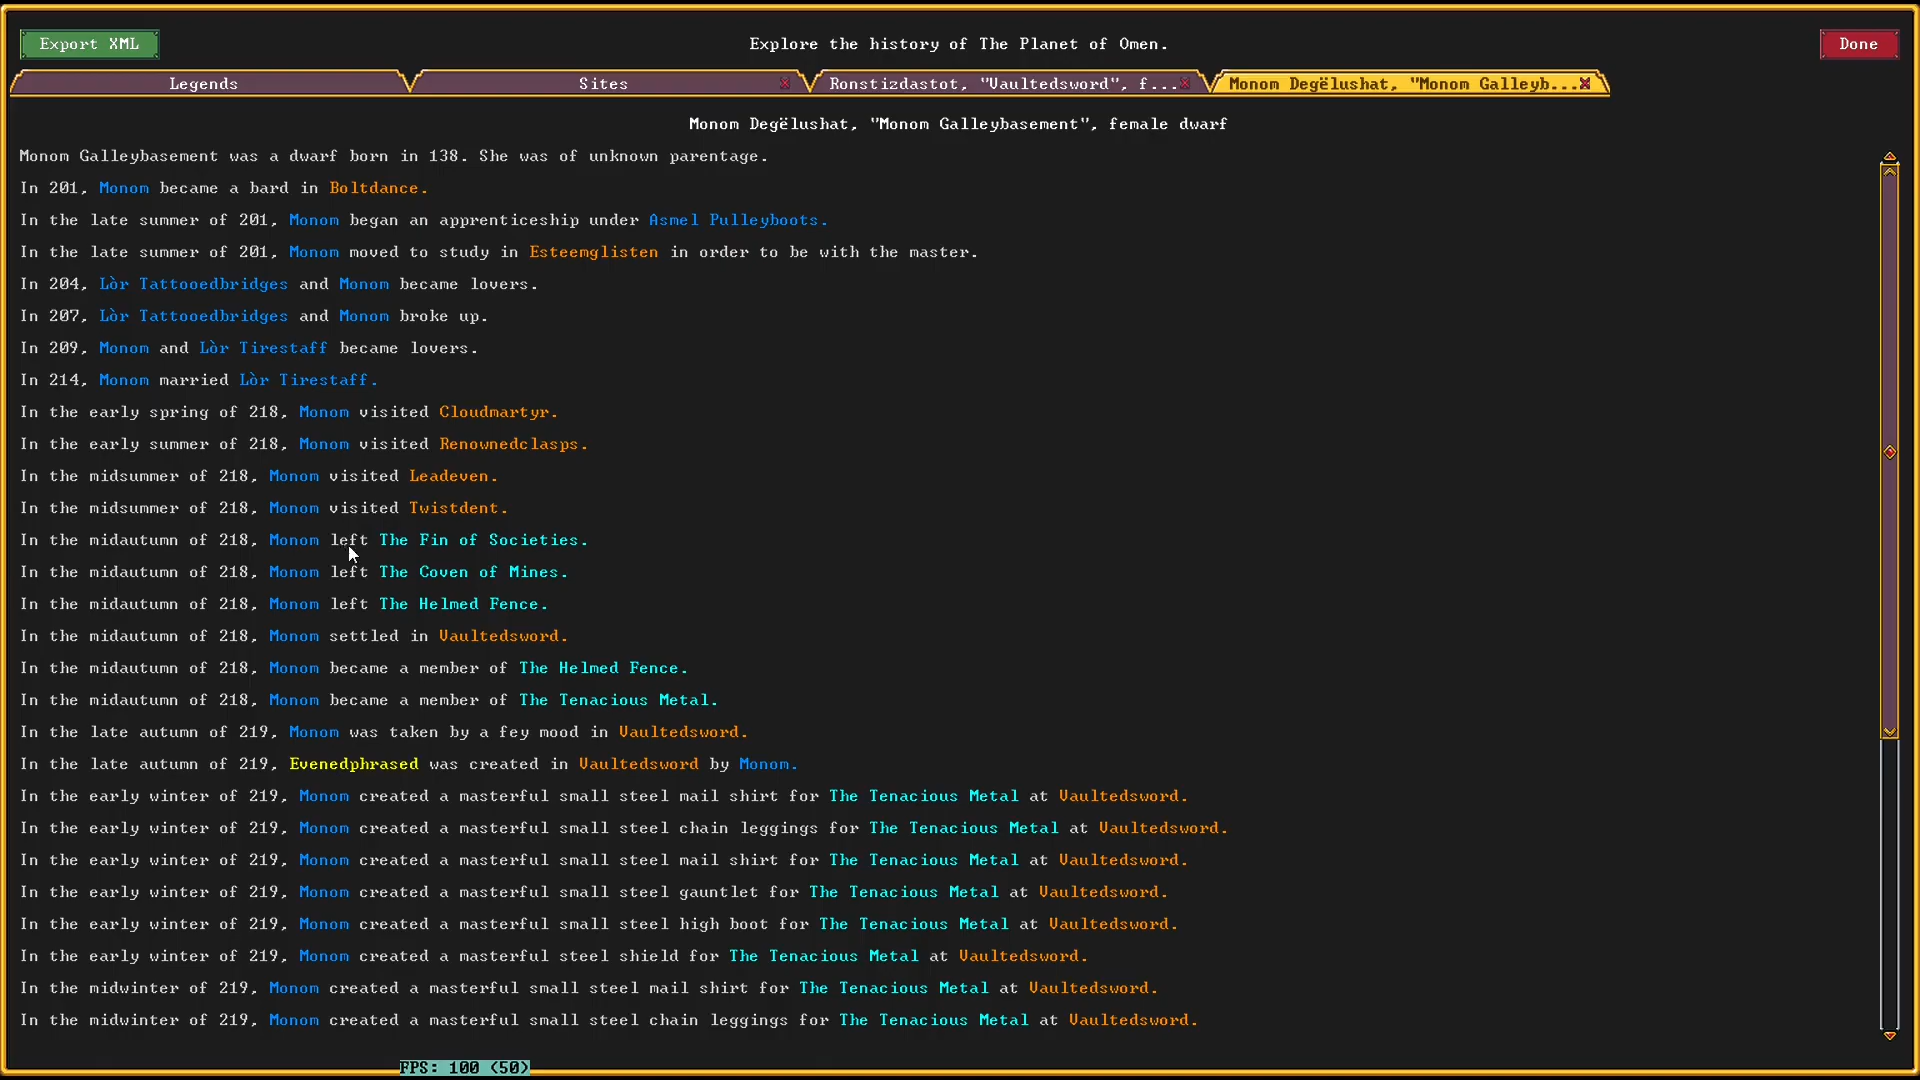 Export XML
Explore the history of The Planet of Omen.
Done
Legends
Sites
Ronstizdastot, "Vaultedsword", f...
Monom Degëlushat, "Monom Galleyb...
Monom Degëlushat, "Monom Galleybasement", female dwarf
Monom Galleybasement was a dwarf born in 138. She was of unknown parentage.
In 201, Monom became a bard in Boltdance.
In the late summer of 201, Monom began an apprenticeship under Asmel Pulleyboots.
In the late summer of 201, Monom moved to study in Esteemglisten in order to be with the master.
In 204, Lòr Tattooedbridges and Monom became lovers.
In 207, Lòr Tattooedbridges and Monom broke up.
In 209, Monom and Lòr Tirestaff became lovers.
In 214, Monom married Lòr Tirestaff.
In the early spring of 218, Monom visited Cloudmartyr.
In the early summer of 218, Monom visited Renownedclasps.
In the midsummer of 218, Monom visited Leadeven.
In the midsummer of 218, Monom visited Twistdent.
In the midautumn of 218, Monom left The Fin of Societies.
In the midautumn of 218, Monom left The Coven of Mines.
In the midautumn of 218, Monom left The Helmed Fence.
In the midautumn of 218, Monom settled in Vaultedsword.
In the midautumn of 218, Monom became a member of The Helmed Fence.
In the midautumn of 218, Monom became a member of The Tenacious Metal.
In the late autumn of 219, Monom was taken by a fey mood in Vaultedsword.
In the late autumn of 219, Evenedphrased was created in Vaultedsword by Monom.
In the early winter of 219, Monom created a masterful small steel mail shirt for The Tenacious Metal at Vaultedsword.
In the early winter of 219, Monom created a masterful small steel chain leggings for The Tenacious Metal at Vaultedsword.
In the early winter of 219, Monom created a masterful small steel mail shirt for The Tenacious Metal at Vaultedsword.
In the early winter of 219, Monom created a masterful small steel gauntlet for The Tenacious Metal at Vaultedsword.
In the early winter of 219, Monom created a masterful small steel high boot for The Tenacious Metal at Vaultedsword.
In the early winter of 219, Monom created a masterful steel shield for The Tenacious Metal at Vaultedsword.
In the midwinter of 219, Monom created a masterful small steel mail shirt for The Tenacious Metal at Vaultedsword.
In the midwinter of 219, Monom created a masterful small steel chain leggings for The Tenacious Metal at Vaultedsword.
FPS: 100 (50)